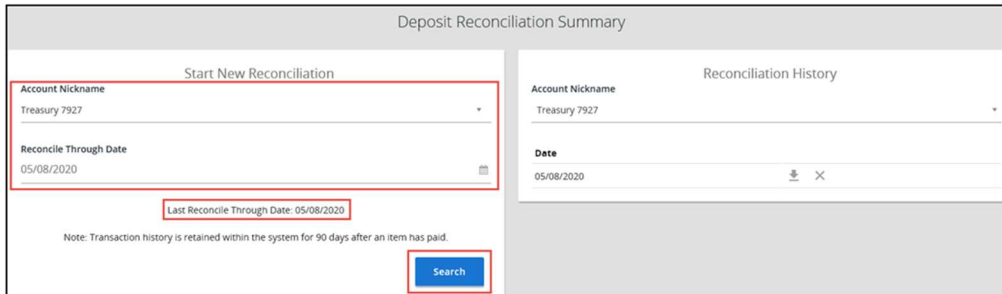 Deposit Reconciliation Summary
Start New Reconciliation
Account Nickname
Treasury 7927
Reconcile Through Date
05/08/2020
Last Reconcile Through Date: 05/08/2020
Note: Transaction history is retained within the system for 90 days after an item has paid.
Search
Reconciliation History
Account Nickname
Treasury 7927
Date
05/08/2020